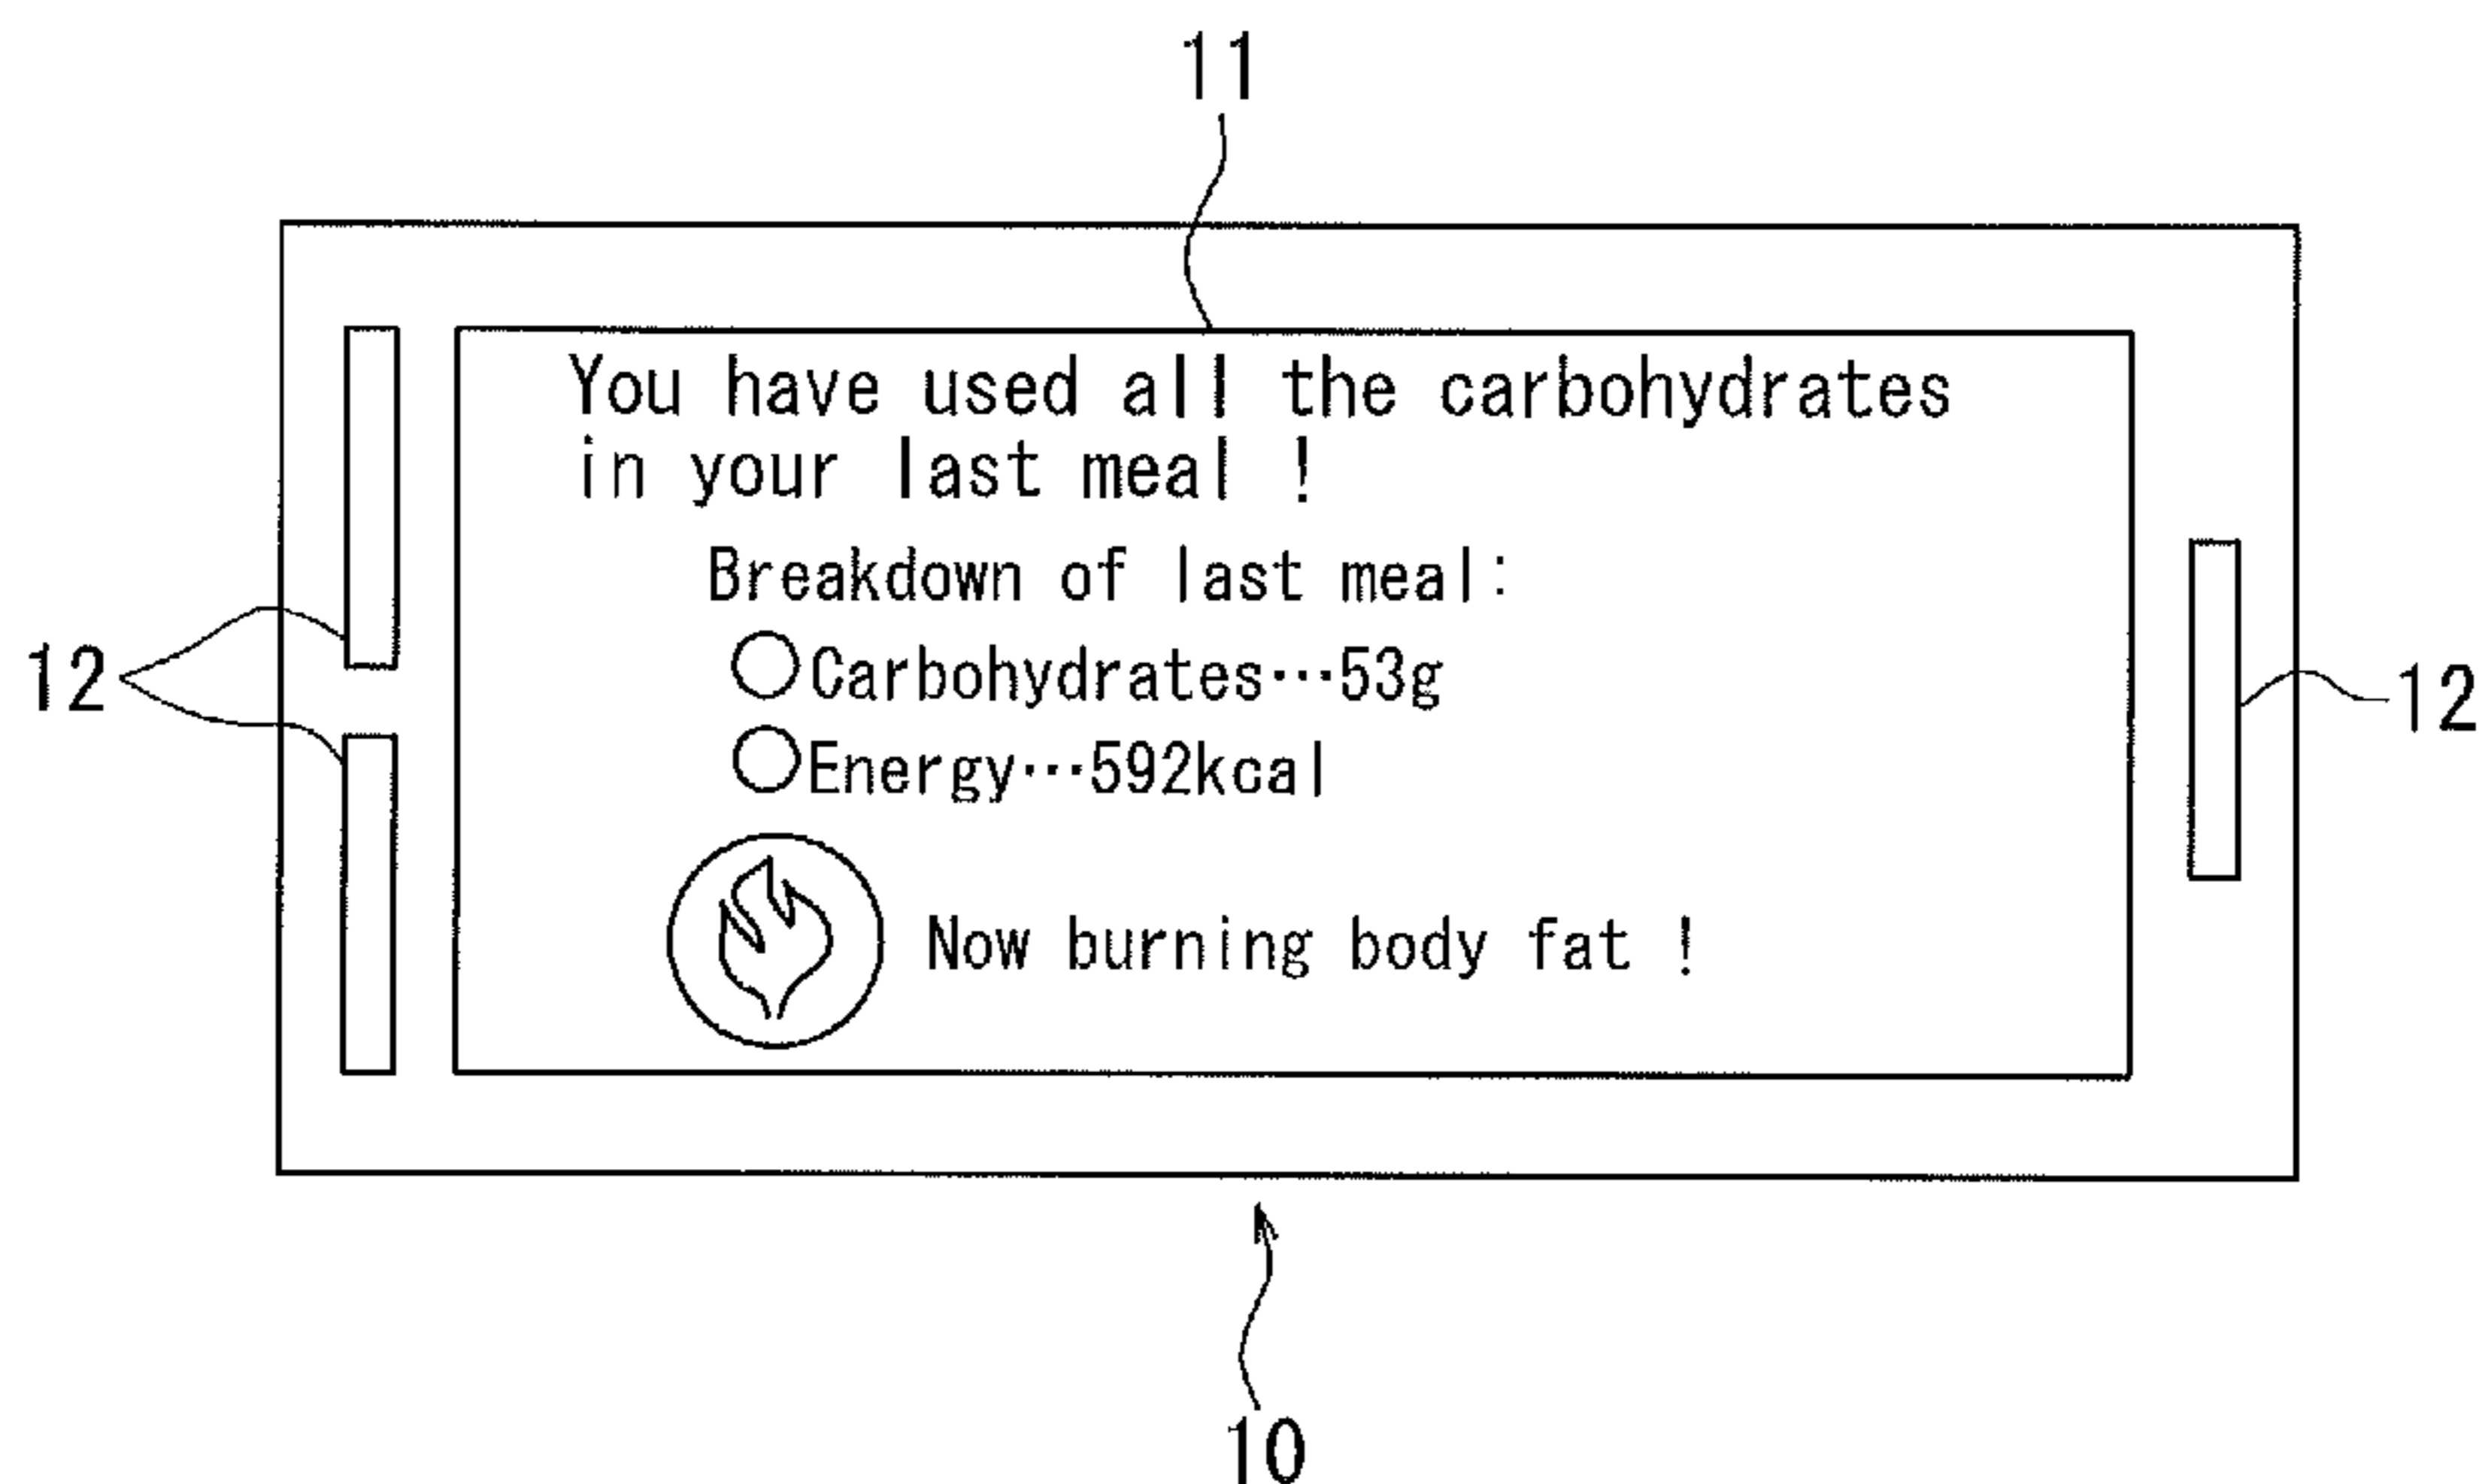 11
You have used all the carbohydrates
in your last meal !
Breakdown of last meal:
○Carbohydrates···53g
○Energy···592kcal
Now burning body fat !
12
12
10